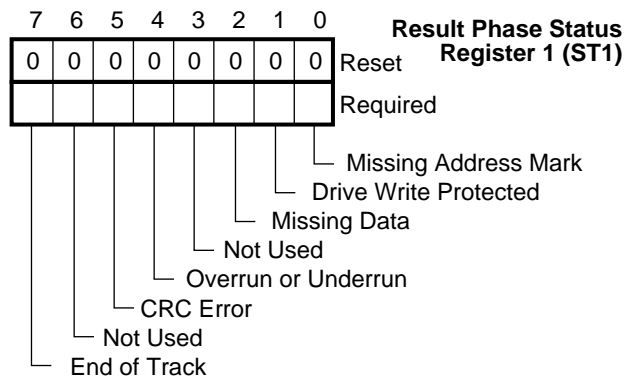 7 6 5 4 3 2 1 0
Result Phase Status
Register 1 (ST1)
0 0 0 0 0 0 0 0 Reset
Required
Missing Address Mark
Drive Write Protected
Missing Data
Not Used
Overrun or Underrun
CRC Error
Not Used
End of Track